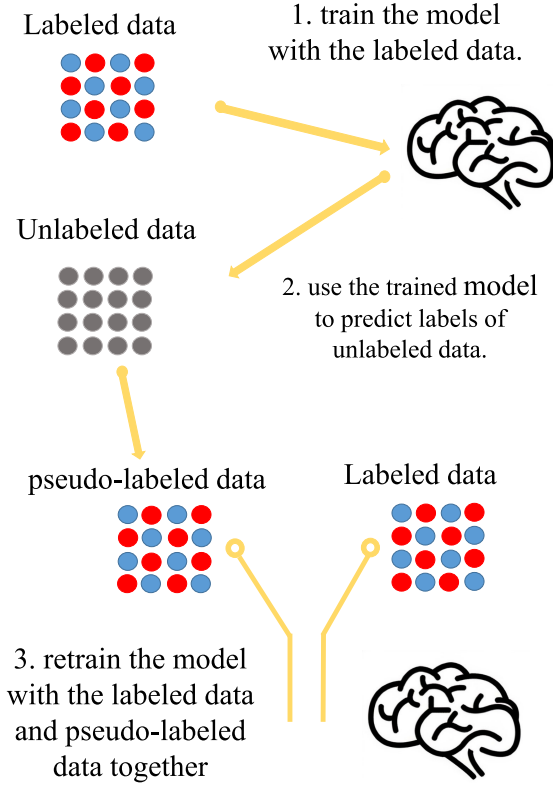 Labeled data
1. train the model
with the labeled data.
Unlabeled data
2. use the trained model
to predict labels of
unlabeled data.
pseudo-labeled data
Labeled data
3. retrain the model
with the labeled data
and pseudo-labeled
data together